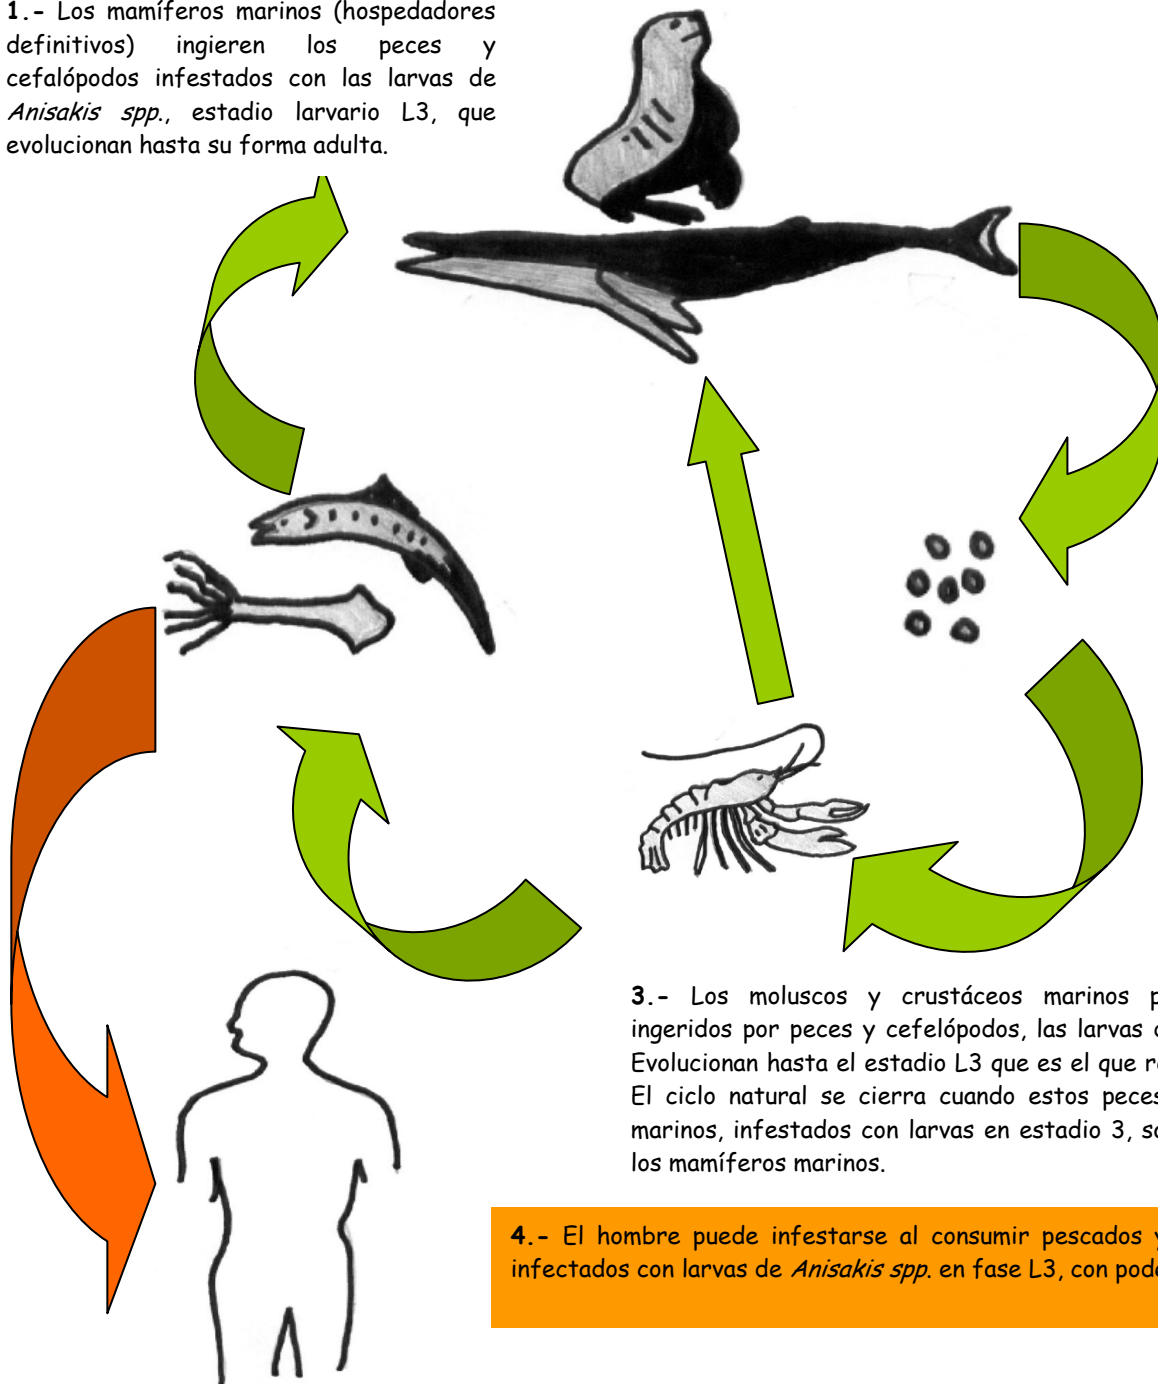 1.- Los mamíferos marinos (hospedadores
definitivos) ingieren los peces y
cefalópodos infestados con las larvas de
Anisakis spp., estadio larvario L3, que
evolucionan hasta su forma adulta.
3.- Los moluscos y crustáceos marinos
ingeridos por peces y cefelópodos, las larvas
Evolucionan hasta el estadio L3 que es el que
El ciclo natural se cierra cuando estos peces
marinos, infestados con larvas en estadio 3,
los mamíferos marinos.
4.- El hombre puede infestarse al consumir pescados y
infectados con larvas de Anisakis spp. en fase L3, con